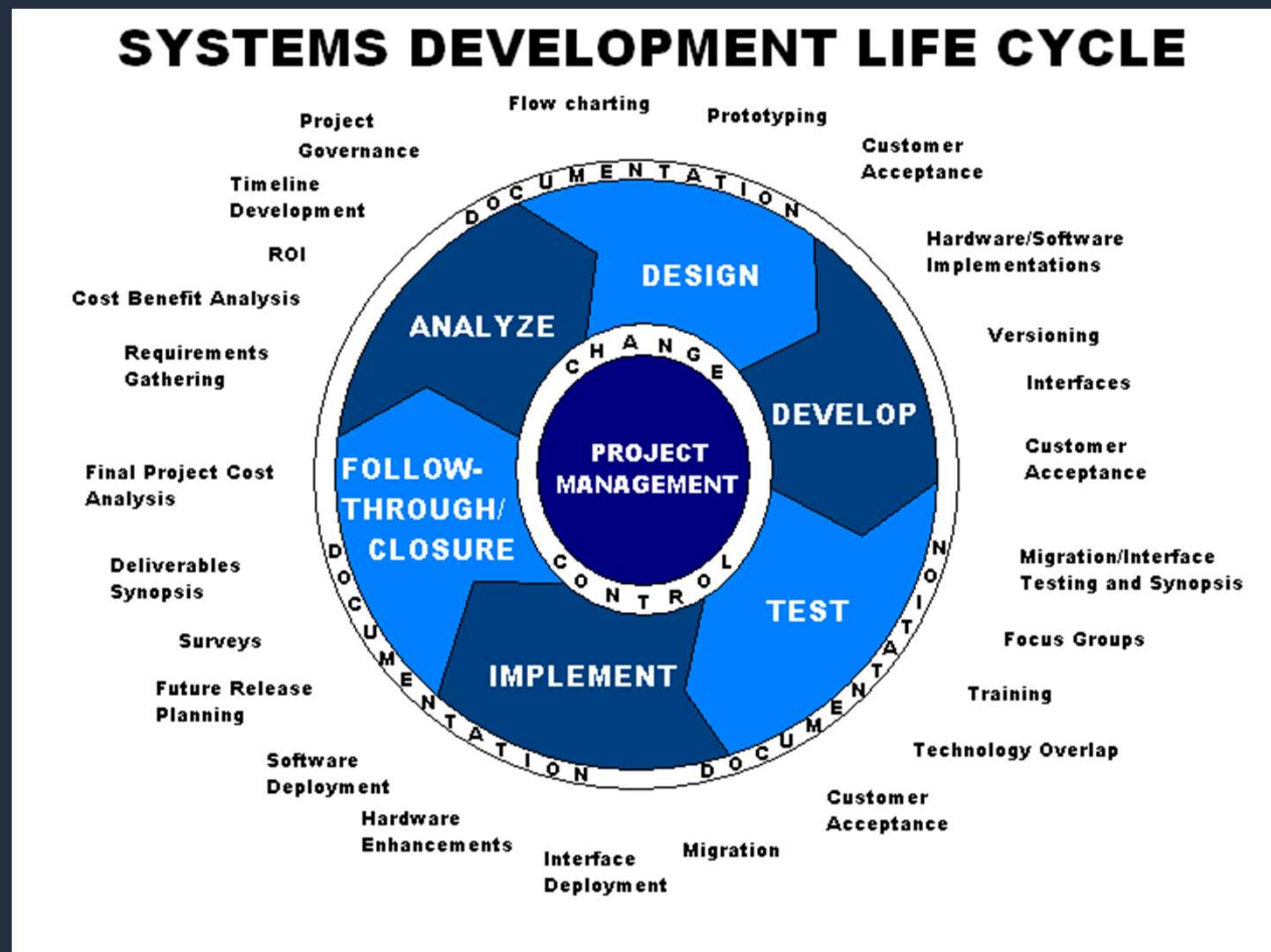 SYSTEMS DEVELOPMENT LIFE CYCLE
Flow charting
Prototyping
Customer
Acceptance
Hardware/Software
Implementations
Versioning
Interfaces
Customer
Acceptance
Migration/Interface
Testing and Synopsis
Focus Groups
Training
Technology Overlap
Customer
Acceptance
Migration
Interface
Deployment
Hardware
Enhancements
Software
Deployment
Future Release
Planning
Surveys
Deliverables
Synopsis
Final Project Cost
Analysis
Requirements
Gathering
Cost Benefit Analysis
ROI
Timeline
Development
Project
Governance
DOCUMENTATION
DOCUMENTATION
DOCUMENTATION
DESIGN
DEVELOP
TEST
IMPLEMENT
FOLLOW-
THROUGH/
CLOSURE
ANALYZE
CHANGE
CONTROL
PROJECT
MANAGEMENT